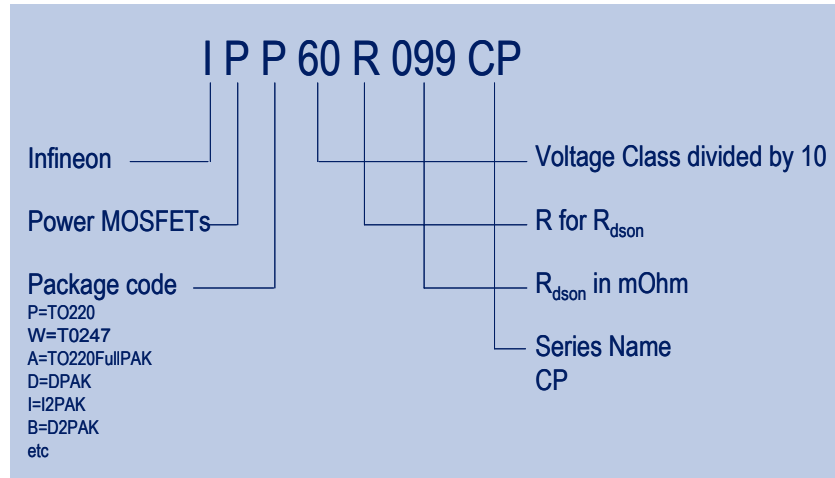 I P P 60 R 099 CP
Infineon
Voltage Class divided by 10
Power MOSFETs
R for Rdson
Package code
P=TO220
W=T0247
A=TO220FullPAK
D=DPAK
I=I2PAK
B=D2PAK
etc
Rdson in mOhm
Series Name
CP